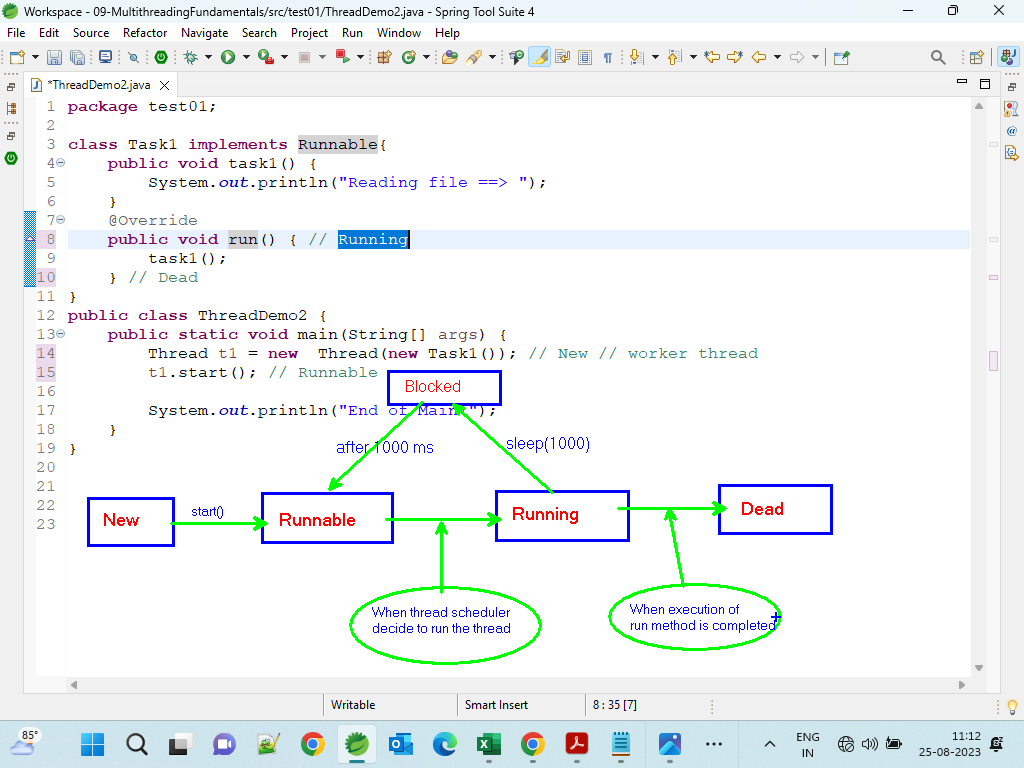 Workspace - 09-MultithreadingFundamentals/src/test01/ThreadDemo2.java - Spring Tool Suite 4
File Edit Source Refactor Navigate Search Project Run Window Help
*ThreadDemo2.java
1 package test01;
2
3 class Task1 implements Runnable{
4 public void task1() {
5 System.out.println("Reading file ==> ");
6 }
7 @Override
8 public void run() { // Running
9 task1();
10 } // Dead
11 }
12 public class ThreadDemo2 {
13 public static void main(String[] args) {
14 Thread t1 = new  Thread(new Task1()); // New // worker thread
15 t1.start(); // Runnable
Blocked
16
17 System.out.println("End of Main ");
18 }
after 1000 ms
sleep(1000)
19 }
20
21
22
23
New
start()
Runnable
Running
Dead
When thread scheduler
decide to run the thread
When execution of
run method is completed
Writable Smart Insert 8 : 35 [7]
85°
ENG
IN
11:12
25-08-2023